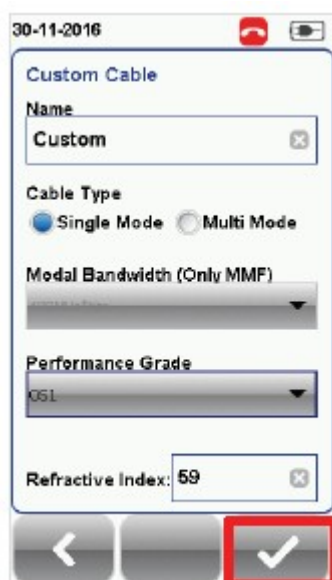 30-11-2016
Custom Cable
Name
Custom
Cable Type
Single Mode Multi Mode
Modal Bandwidth (Only MMF)
Performance Grade
OS1
Refractive Index: 59